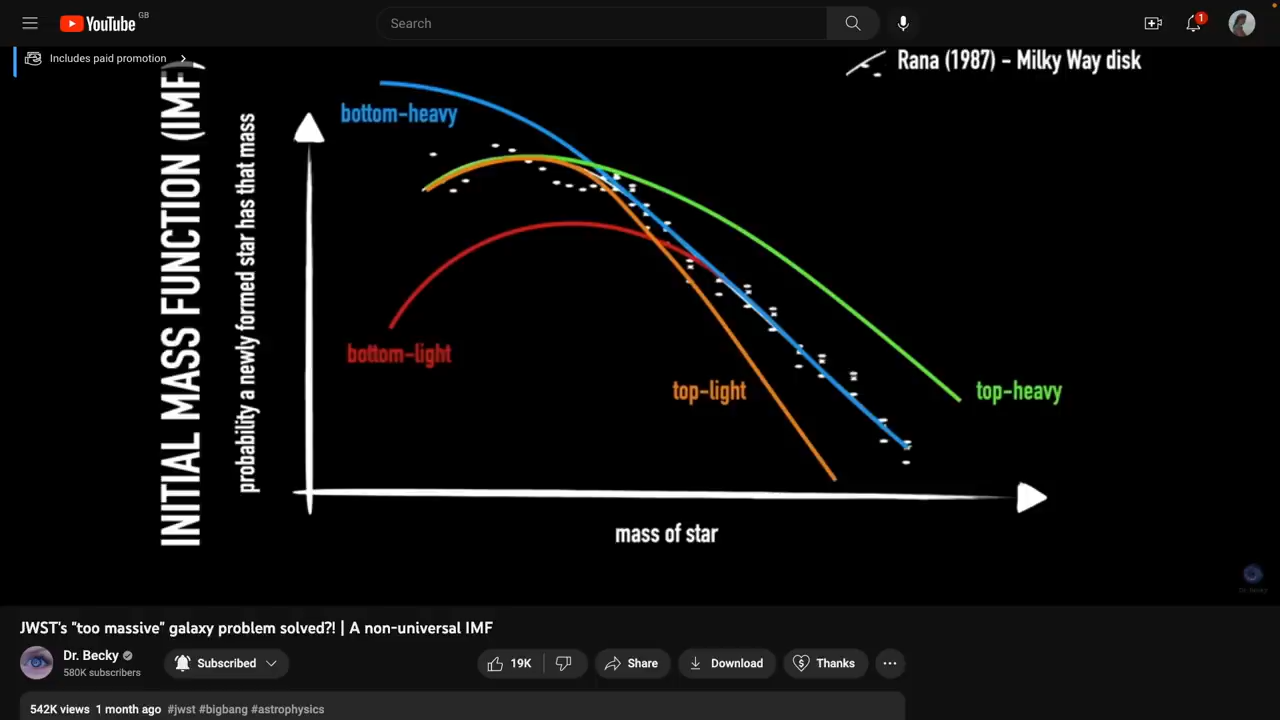 YouTube GB
Search
1
Includes paid promotion
Rana (1987) - Milky Way disk
INITIAL MASS FUNCTION (IMF)
probability a newly formed star has that mass
bottom-heavy
bottom-light
top-light
top-heavy
mass of star
Dr. Becky
JWST's "too massive" galaxy problem solved?! | A non-universal IMF
Dr. Becky
580K subscribers
Subscribed
19K
Share
Download
Thanks
542K views 1 month ago #jwst #bigbang #astrophysics